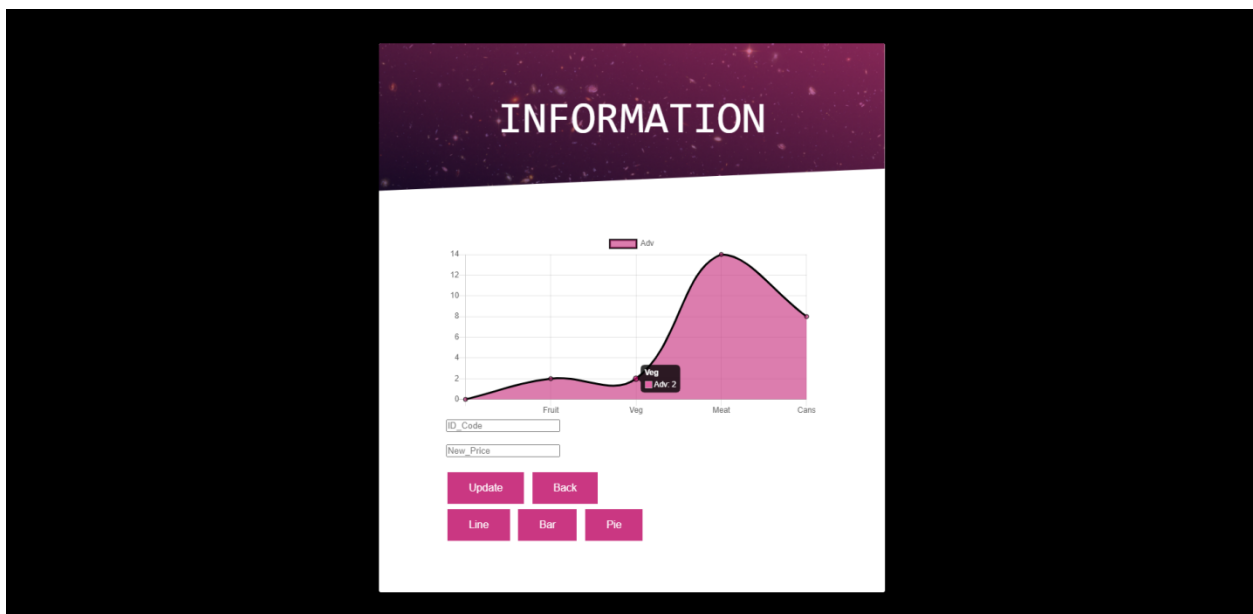 INFORMATION
Adv
14
12
10
8
6
4
2
0
Veg
Adv: 2
Fruit Veg Meat Cans
ID_Code
New_Price
Update Back
Line Bar Pie